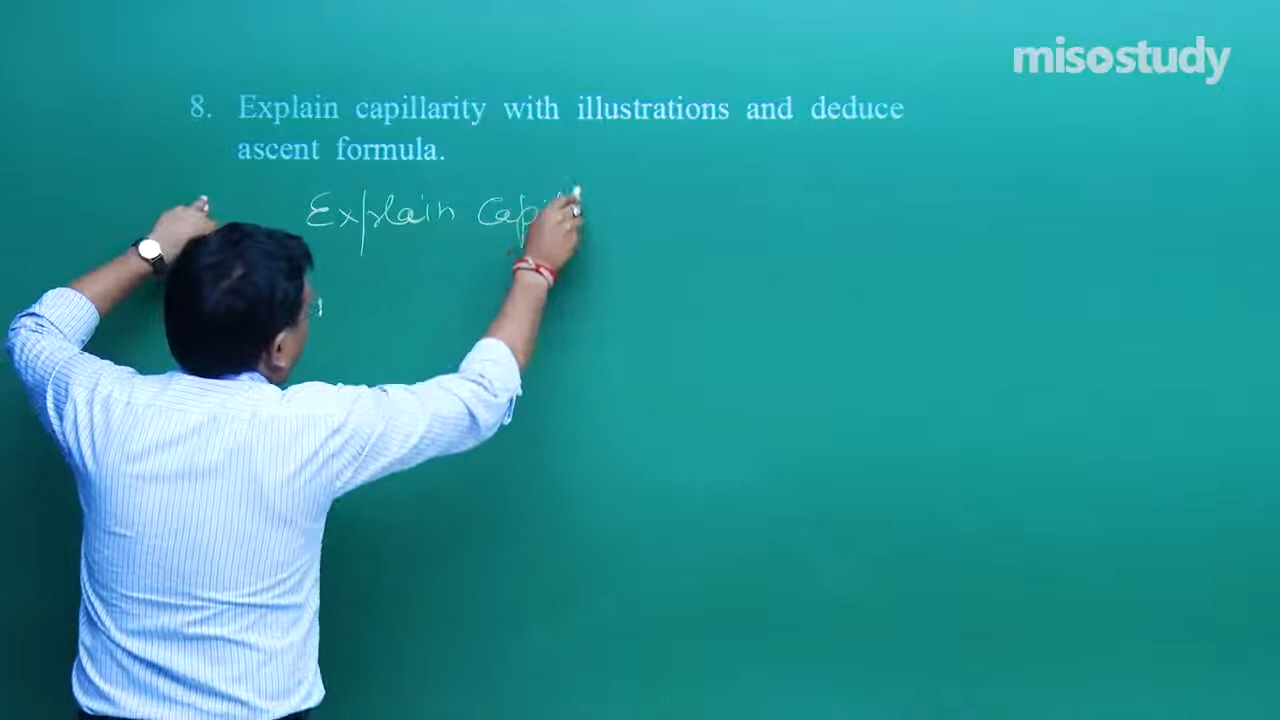 misostudy
8. Explain capillarity with illustrations and deduce
ascent formula.
Explain